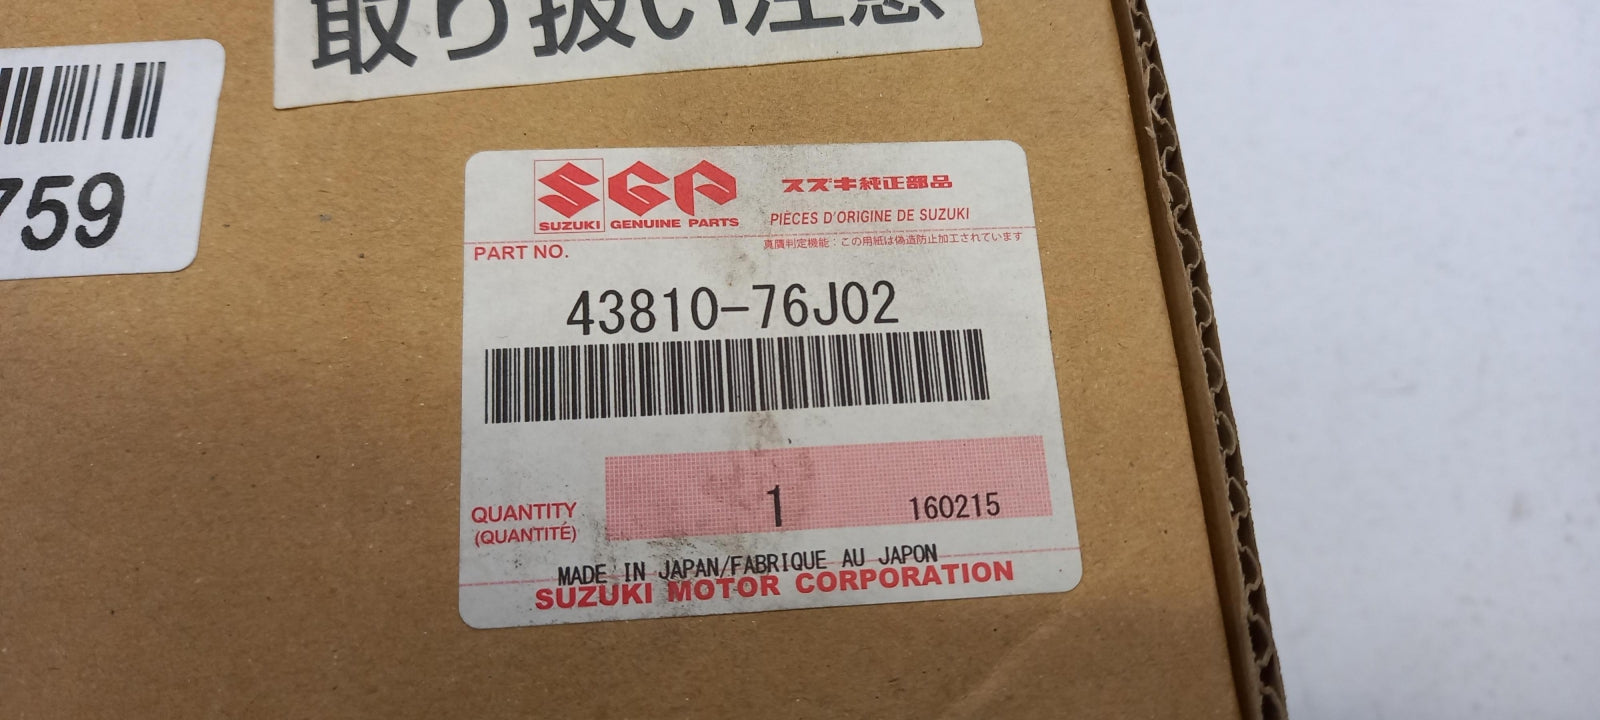 取り扱い注意
759
SGP
スズキ純正部品
SUZUKI GENUINE PARTS
PIÈCES D'ORIGINE DE SUZUKI
PART NO.
真贋判定機能：この用紙は偽造防止加工されています
43810-76J02
QUANTITY
(QUANTITÉ)
1
160215
MADE IN JAPAN/FABRIQUE AU JAPON
SUZUKI MOTOR CORPORATION